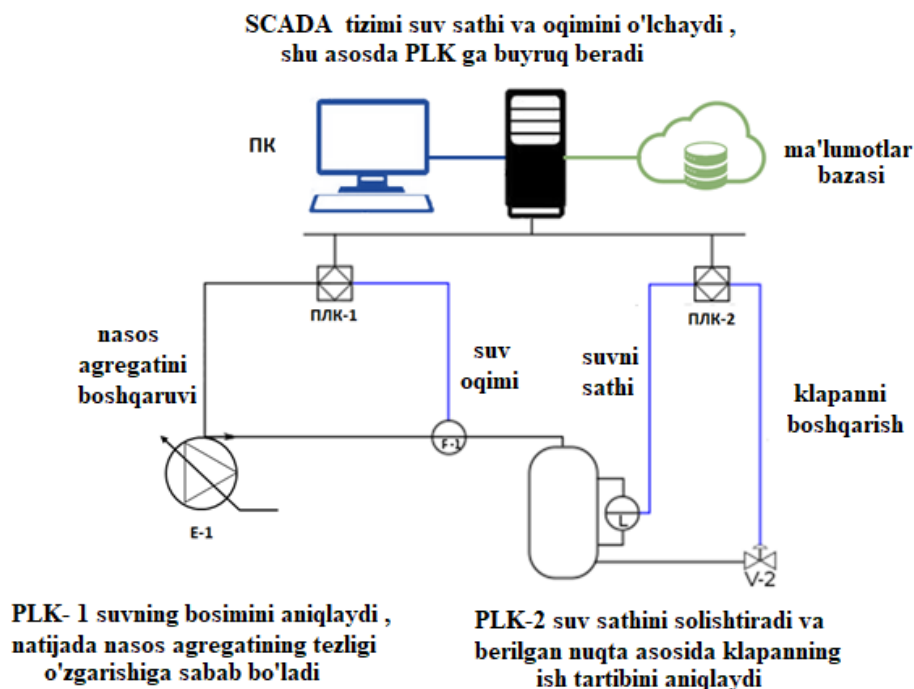 SCADA tizimi suv sathi va oqimini o'lchaydi ,
shu asosda PLK ga buyruq beradi
ПК
ma'lumotlar
bazasi
ПЛК-1
ПЛК-2
nasos
agregatini
boshqaruvi
suv
oqimi
suvni
sathi
klapanni
boshqarish
F-1
L
E-1
V-2
PLK- 1 suvning bosimini aniqlaydi ,
natijada nasos agregatining tezligi
o'zgarishiga sabab bo'ladi
PLK-2 suv sathini solishtiradi va
berilgan nuqta asosida klapanning
ish tartibini aniqlaydi